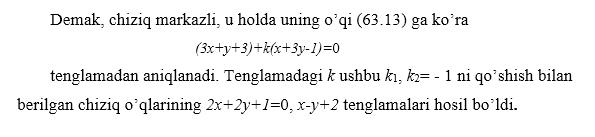 Demak, chiziq markazli, u holda uning o’qi (63.13) ga ko’ra
(3x+y+3)+k(x+3y-1)=0
tenglamadan aniqlanadi. Tenglamadagi k ushbu k₁, k₂= - 1 ni qo’shish bilan
berilgan chiziq o’qlarining 2x+2y+1=0, x-y+2 tenglamalari hosil bo’ldi.